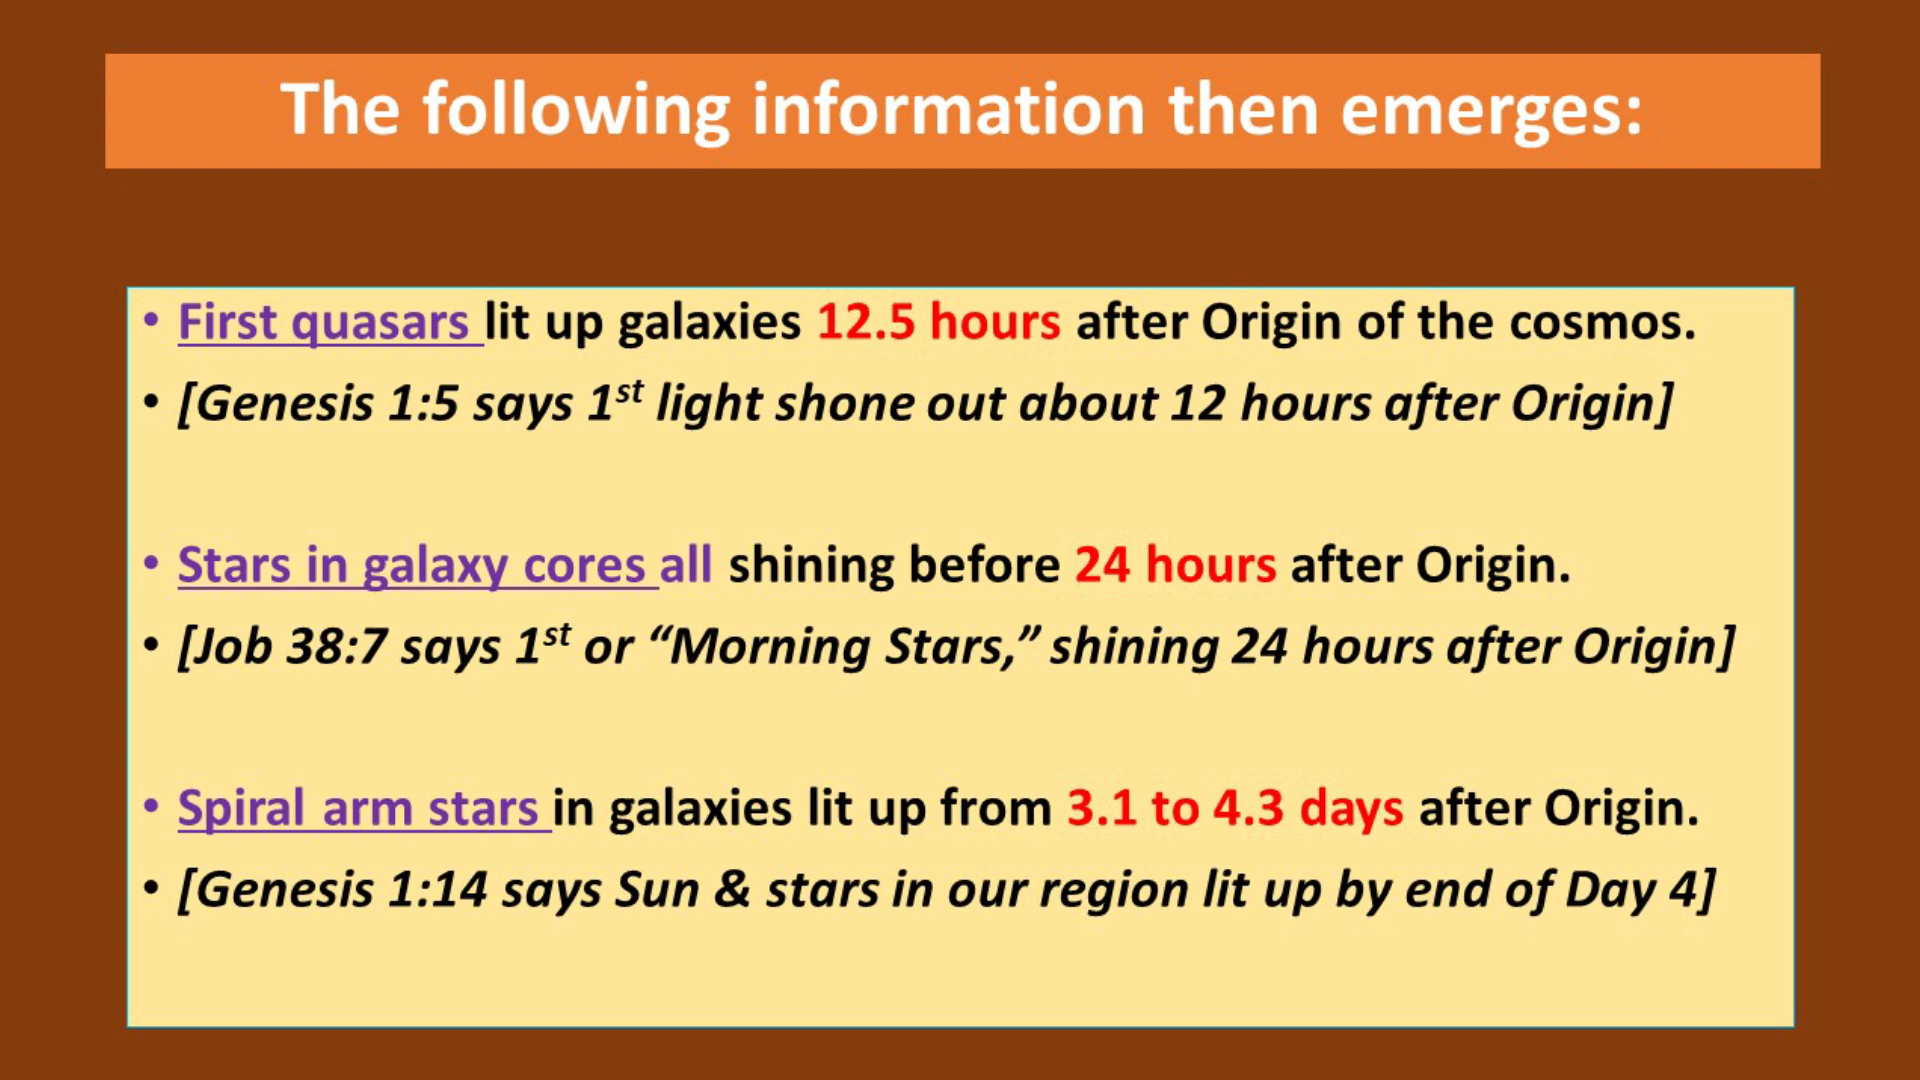 The following information then emerges:
• First quasars lit up galaxies 12.5 hours after Origin of the cosmos.
• [Genesis 1:5 says 1st light shone out about 12 hours after Origin]
• Stars in galaxy cores all shining before 24 hours after Origin.
• [Job 38:7 says 1st or “Morning Stars,” shining 24 hours after Origin]
• Spiral arm stars in galaxies lit up from 3.1 to 4.3 days after Origin.
• [Genesis 1:14 says Sun & stars in our region lit up by end of Day 4]